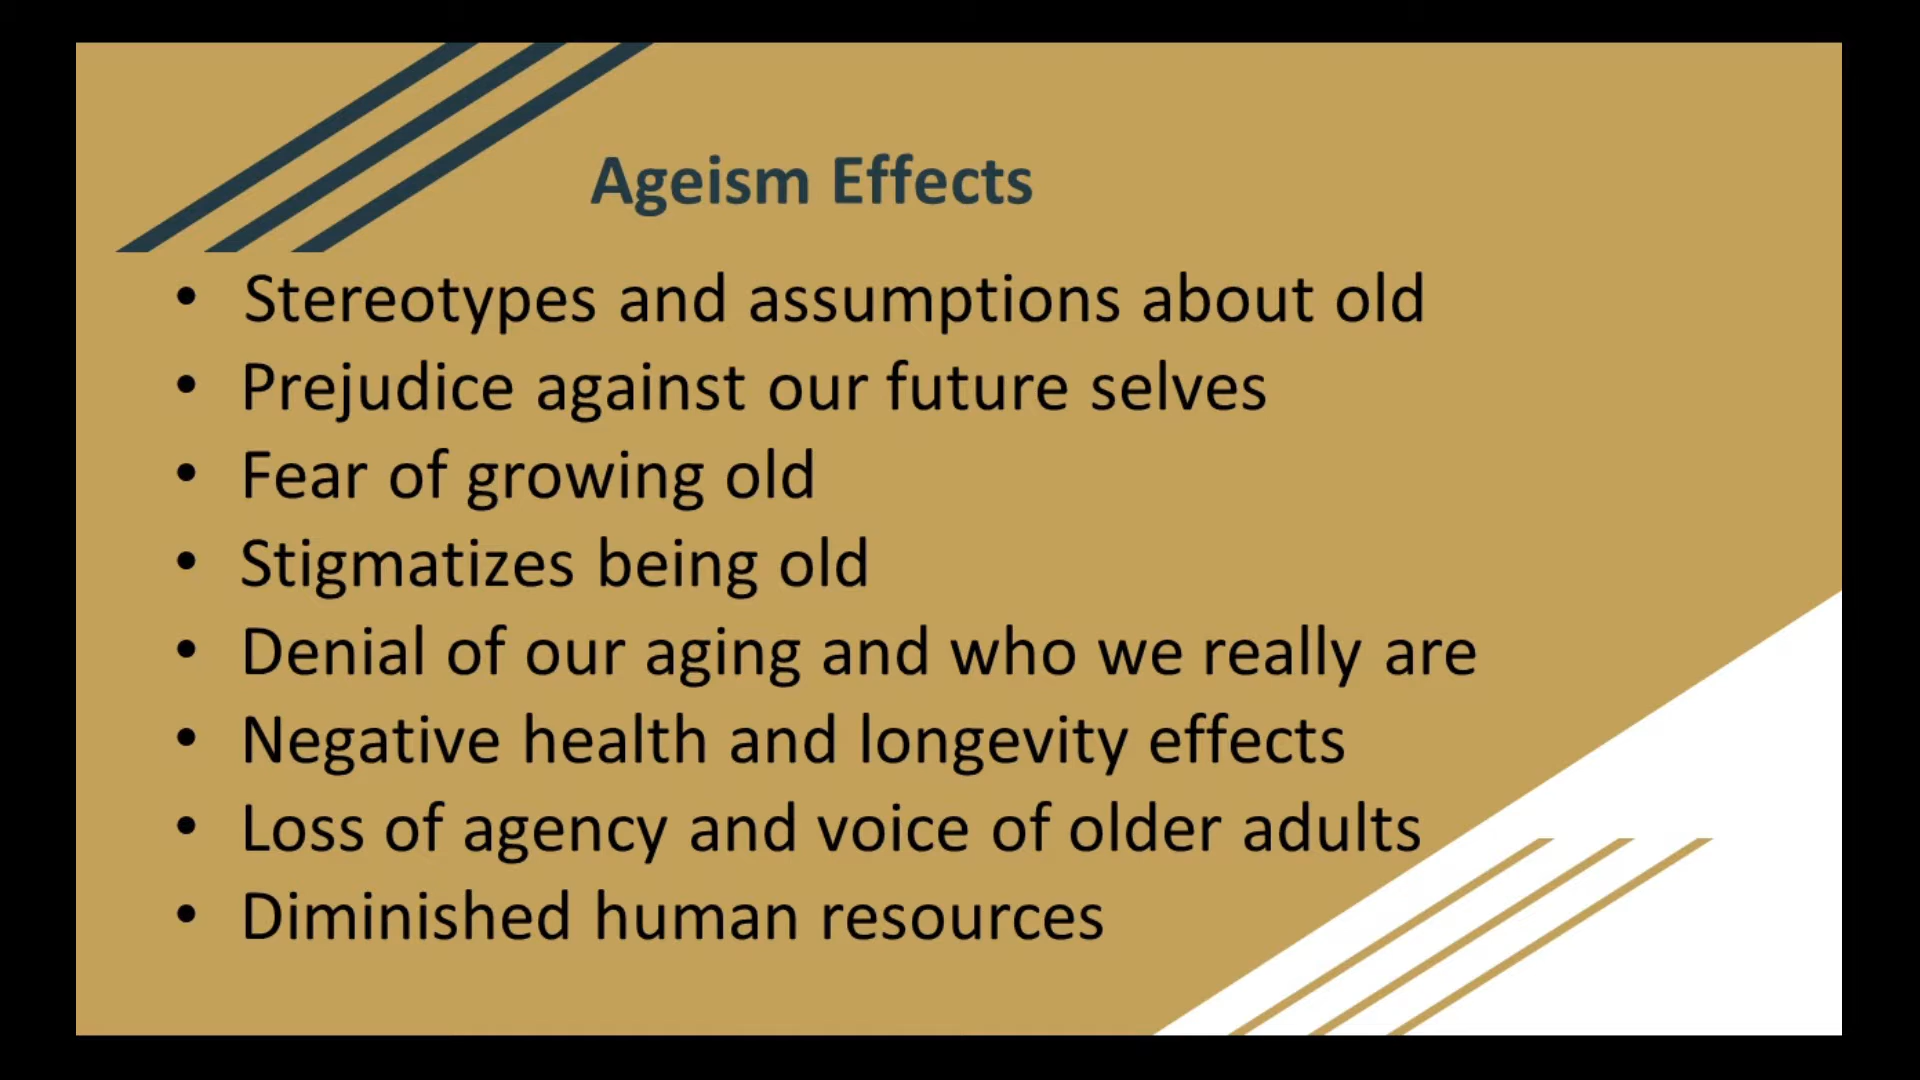 Ageism Effects
• Stereotypes and assumptions about old
• Prejudice against our future selves
• Fear of growing old
• Stigmatizes being old
• Denial of our aging and who we really are
• Negative health and longevity effects
• Loss of agency and voice of older adults
• Diminished human resources